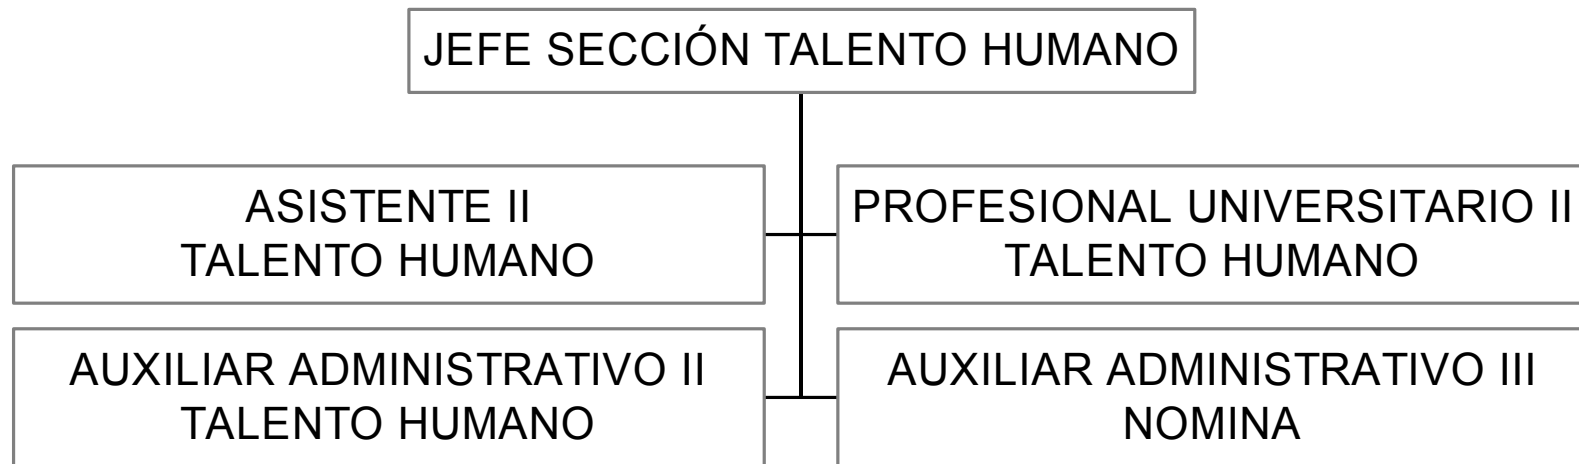 JEFE SECCIÓN TALENTO HUMANO
ASISTENTE II
TALENTO HUMANO
PROFESIONAL UNIVERSITARIO II
TALENTO HUMANO
AUXILIAR ADMINISTRATIVO II
TALENTO HUMANO
AUXILIAR ADMINISTRATIVO III
NOMINA